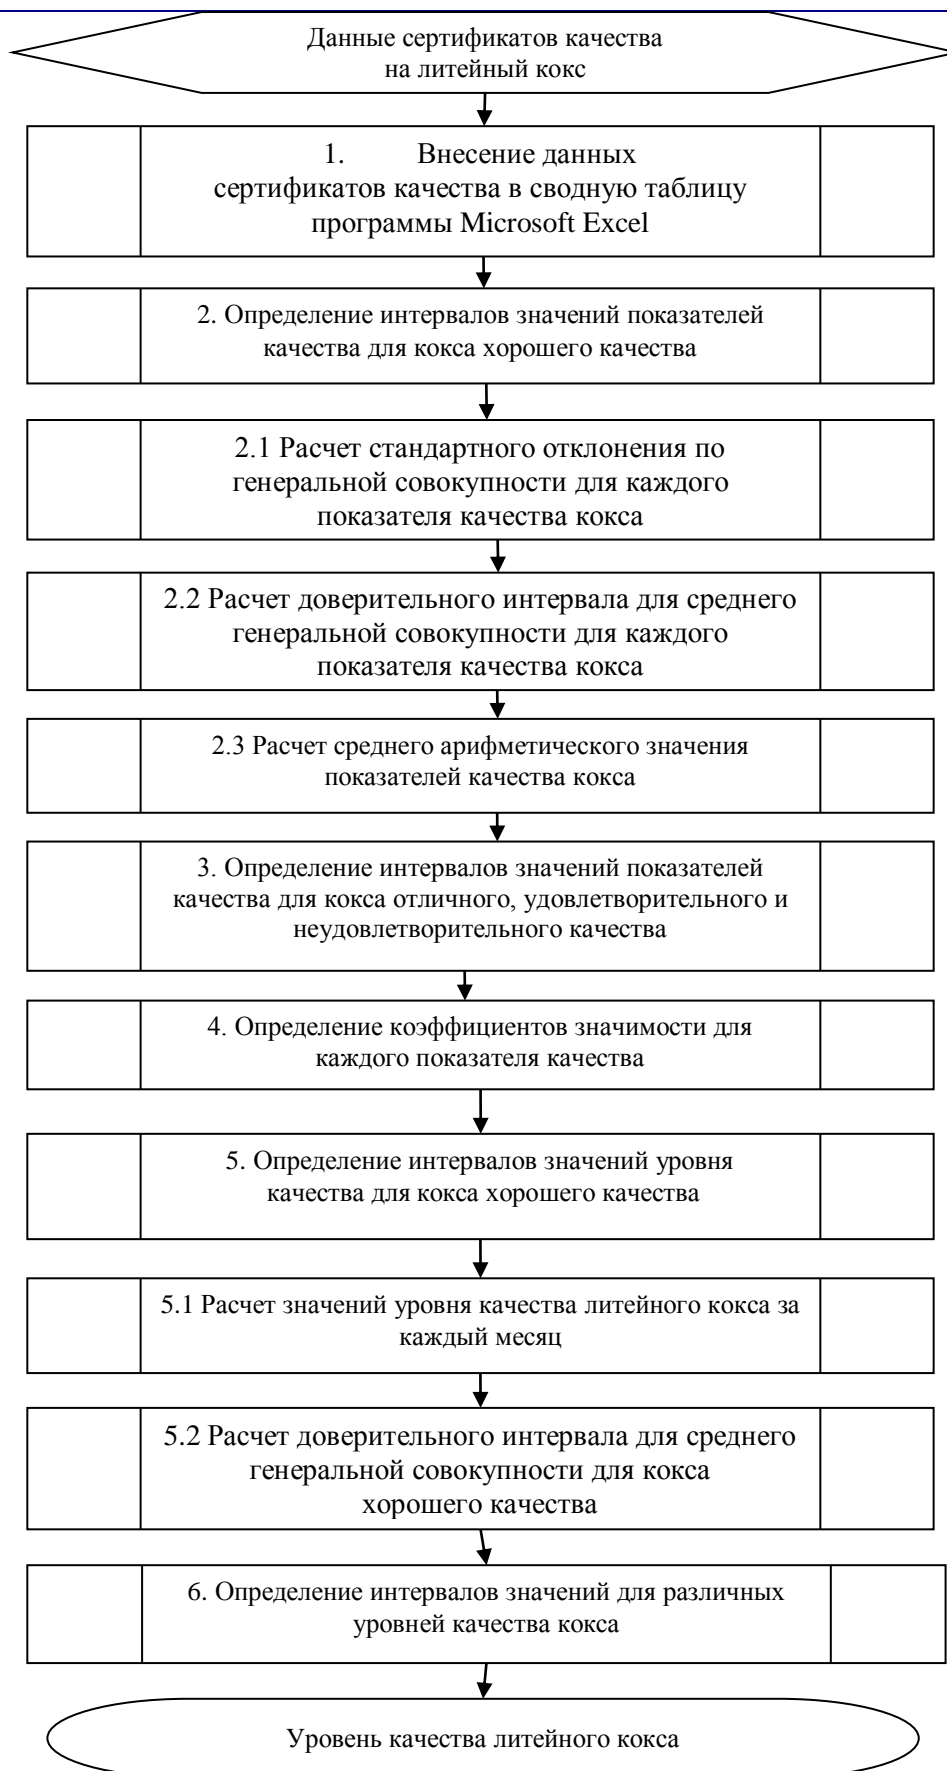 Данные сертификатов качества
на литейный кокс
1. Внесение данных
сертификатов качества в сводную таблицу
программы Microsoft Excel
2. Определение интервалов значений показателей
качества для кокса хорошего качества
2.1 Расчет стандартного отклонения по
генеральной совокупности для каждого
показателя качества кокса
2.2 Расчет доверительного интервала для среднего
генеральной совокупности для каждого
показателя качества кокса
2.3 Расчет среднего арифметического значения
показателей качества кокса
3. Определение интервалов значений показателей
качества для кокса отличного, удовлетворительного и
неудовлетворительного качества
4. Определение коэффициентов значимости для
каждого показателя качества
5. Определение интервалов значений уровня
качества для кокса хорошего качества
5.1 Расчет значений уровня качества литейного кокса за
каждый месяц
5.2 Расчет доверительного интервала для среднего
генеральной совокупности для кокса
хорошего качества
6. Определение интервалов значений для различных
уровней качества кокса
Уровень качества литейного кокса